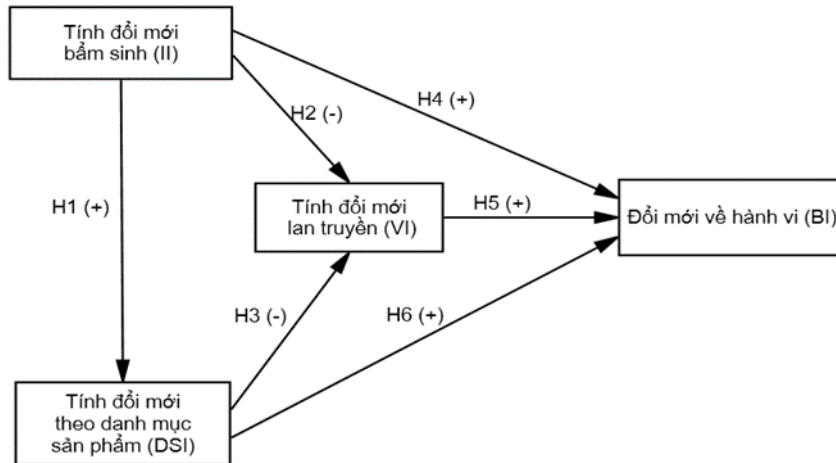 Tính đổi mới
bẩm sinh (II)
H2 (-)
H4 (+)
H1 (+)
Tính đổi mới
lan truyền (VI)
H5 (+)
Đổi mới về hành vi (BI)
H3 (-)
H6 (+)
Tính đổi mới
theo danh mục
sản phẩm (DSI)